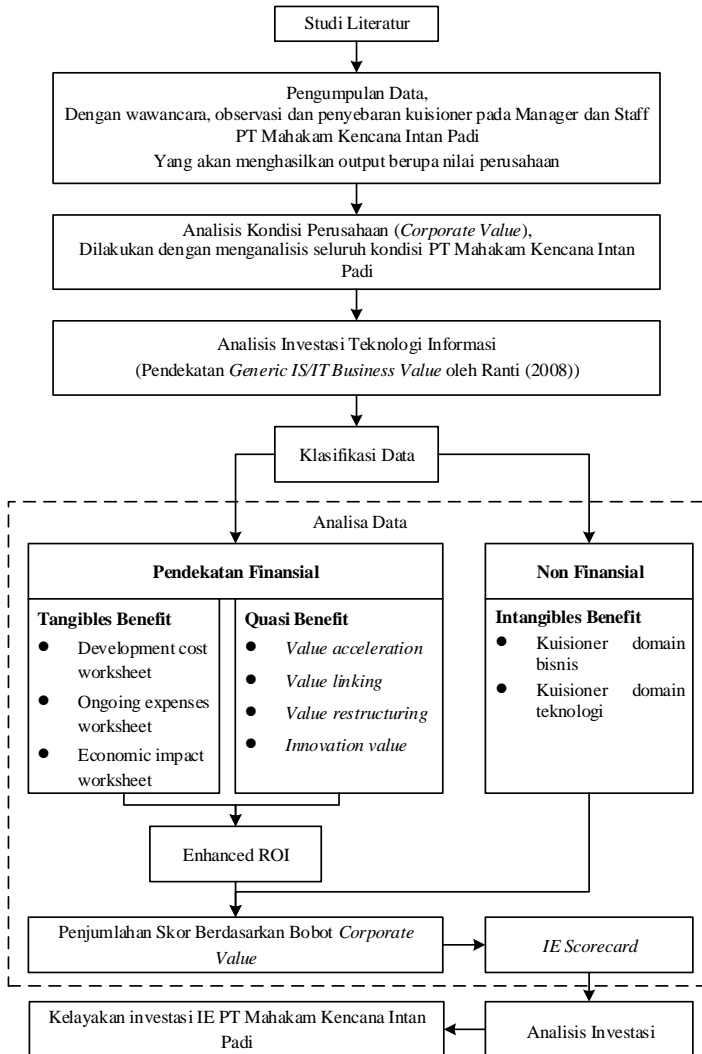 Studi Literatur
Pengumpulan Data,
Dengan wawancara, observasi dan penyebaran kuisioner pada Manager dan Staff
PT Mahakam Kencana Intan Padi
Yang akan menghasilkan output berupa nilai perusahaan
Analisis Kondisi Perusahaan (Corporate Value),
Dilakukan dengan menganalisis seluruh kondisi PT Mahakam Kencana Intan
Padi
Analisis Investasi Teknologi Informasi
(Pendekatan Generic IS/IT Business Value oleh Ranti (2008))
Klasifikasi Data
Analisa Data
Pendekatan Finansial
Tangibles Benefit
● Development cost
worksheet
● Ongoing expenses
worksheet
● Economic impact
worksheet
Quasi Benefit
● Value acceleration
● Value linking
● Value restructuring
● Innovation value
Non Finansial
Intangibles Benefit
● Kuisioner domain
bisnis
● Kuisioner domain
teknologi
Enhanced ROI
Penjumlahan Skor Berdasarkan Bobot Corporate
Value
IE Scorecard
Kelayakan investasi IE PT Mahakam Kencana Intan
Padi
Analisis Investasi